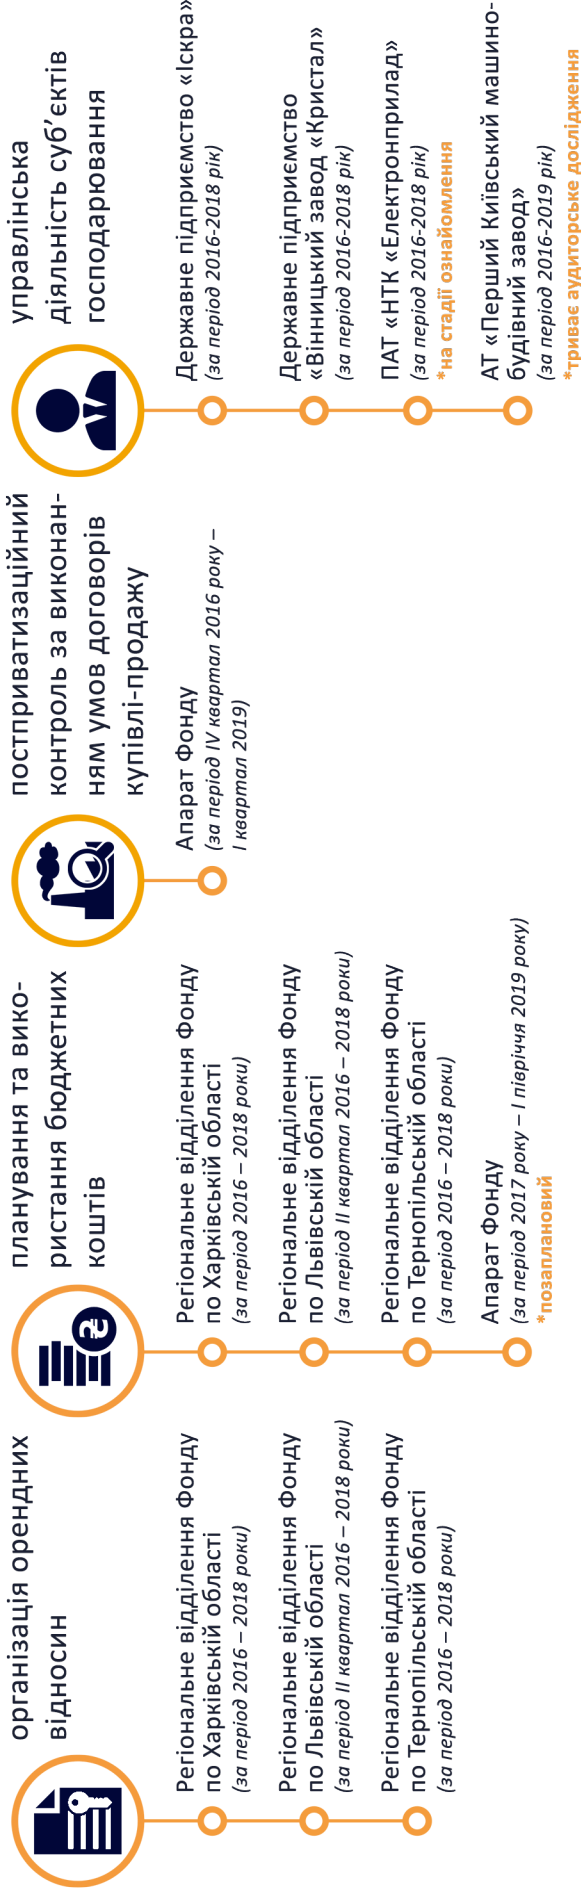 організація орендних
відносин
Регіональне відділення Фонду
по Харківській області
(за період 2016 – 2018 роки)
Регіональне відділення Фонду
по Львівській області
(за період ІІ квартал 2016 – 2018 роки)
Регіональне відділення Фонду
по Тернопільській області
(за період 2016 – 2018 роки)
планування та вико-
ристання бюджетних
коштів
Регіональне відділення Фонду
по Харківській області
(за період 2016 – 2018 роки)
Регіональне відділення Фонду
по Львівській області
(за період ІІ квартал 2016 – 2018 роки)
Регіональне відділення Фонду
по Тернопільській області
(за період 2016 – 2018 роки)
Апарат Фонду
(за період 2017 року – І півріччя 2019 року)
*позаплановий
постприватизаційний
контроль за виконан-
ням умов договорів
купівлі-продажу
Апарат Фонду
(за період IV квартал 2016 року –
І квартал 2019)
управлінська
діяльність суб’єктів
господарювання
Державне підприємство «Іскра»
(за період 2016-2018 рік)
Державне підприємство
«Вінницький завод «Кристал»
(за період 2016-2018 рік)
ПАТ «НТК «Електронприлад»
(за період 2016-2018 рік)
*на стадії ознайомлення
АТ «Перший Київський машино-
будівний завод»
(за період 2016-2019 рік)
*триває аудиторське дослідження